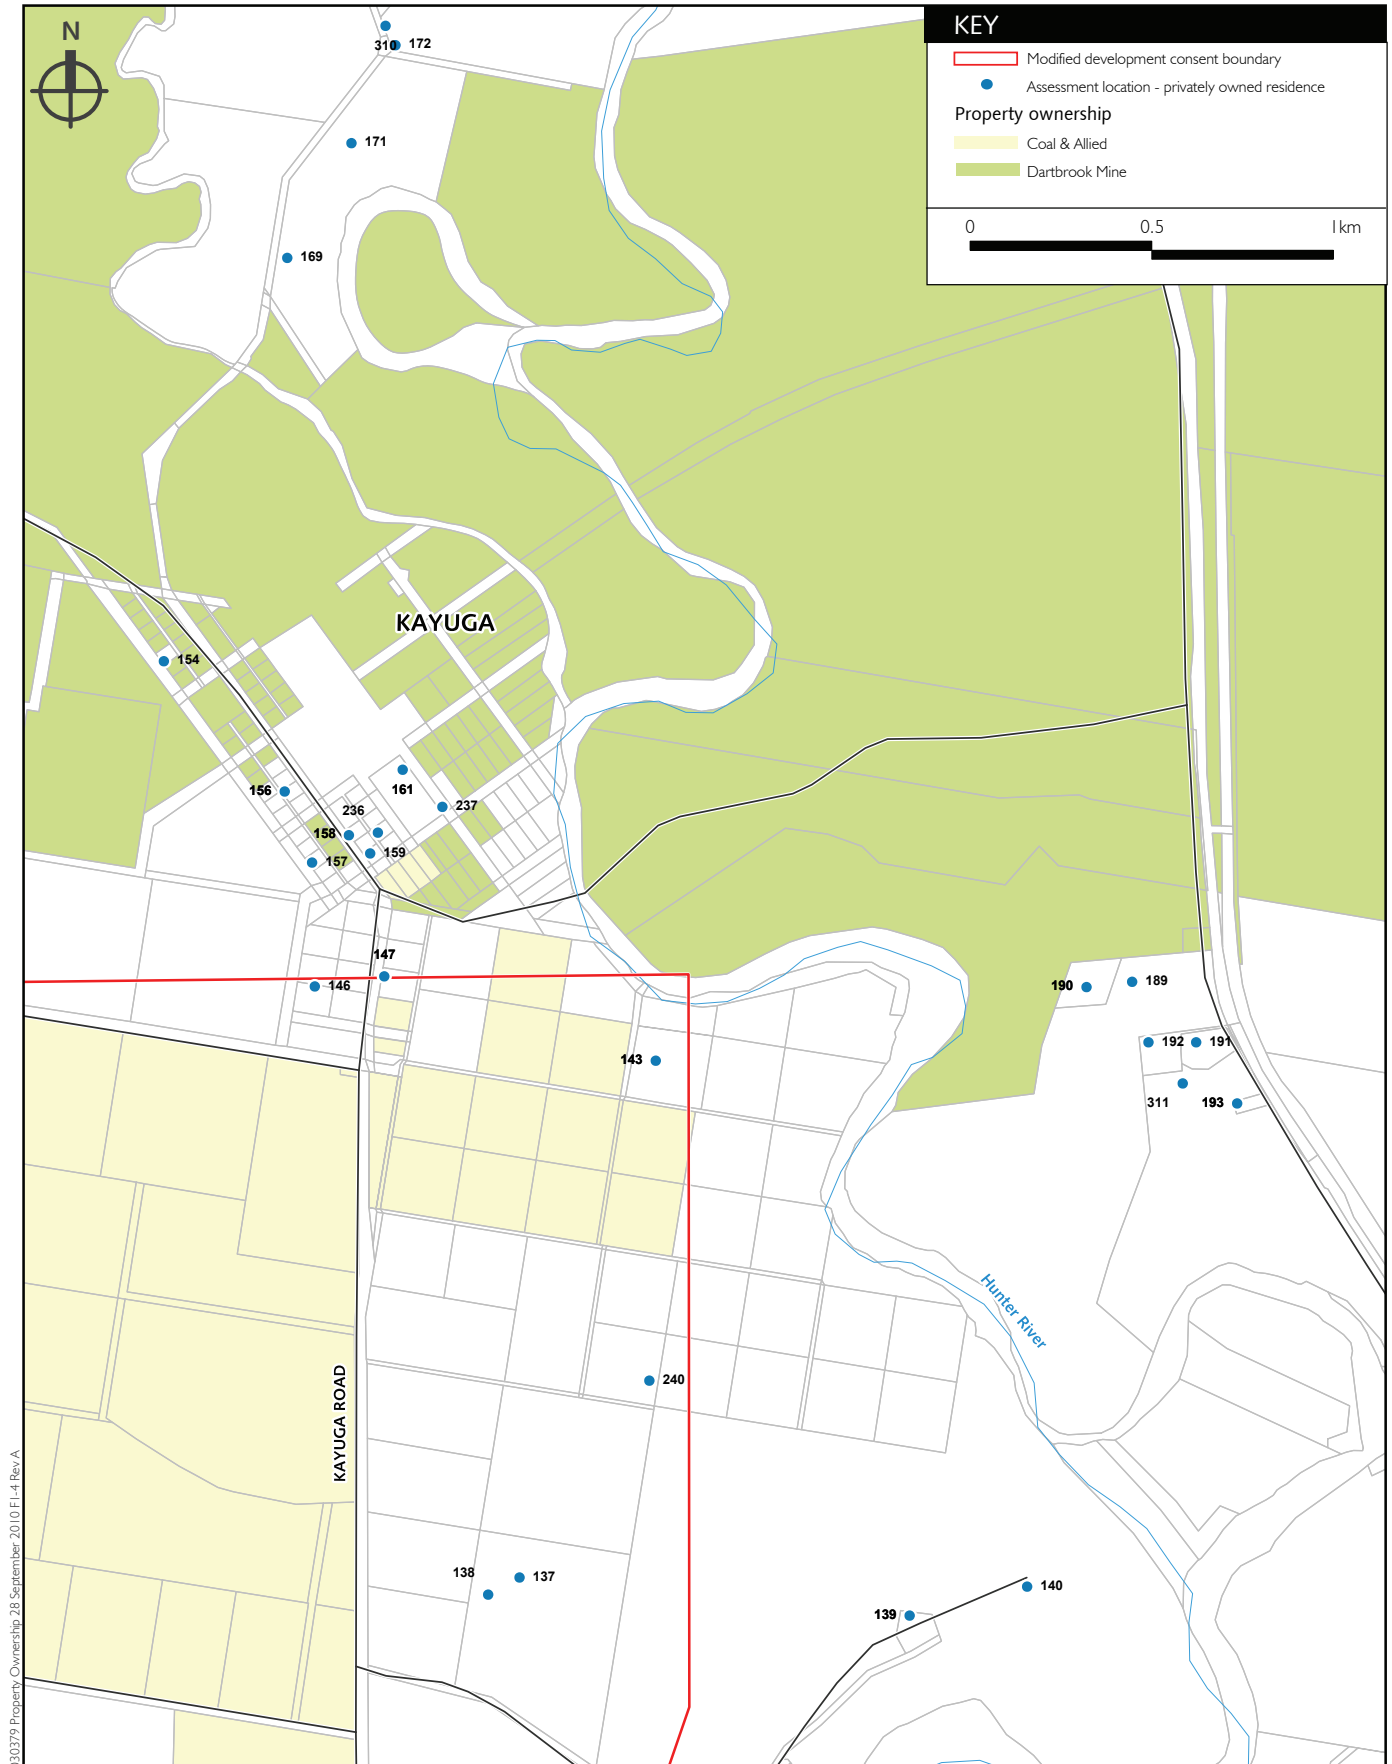 N
310
172
171
169
KEY
Modified development consent boundary
Assessment location - privately owned residence
Property ownership
Coal & Allied
Dartbrook Mine
0
0.5
1km
KAYUGA
154
156
161
236
237
158
159
157
147
146
190
189
192
191
143
311
193
Hunter River
240
KAYUGA ROAD
138
137
139
140
030379 Property Ownership 28 September 2010 F1-4 Rev A